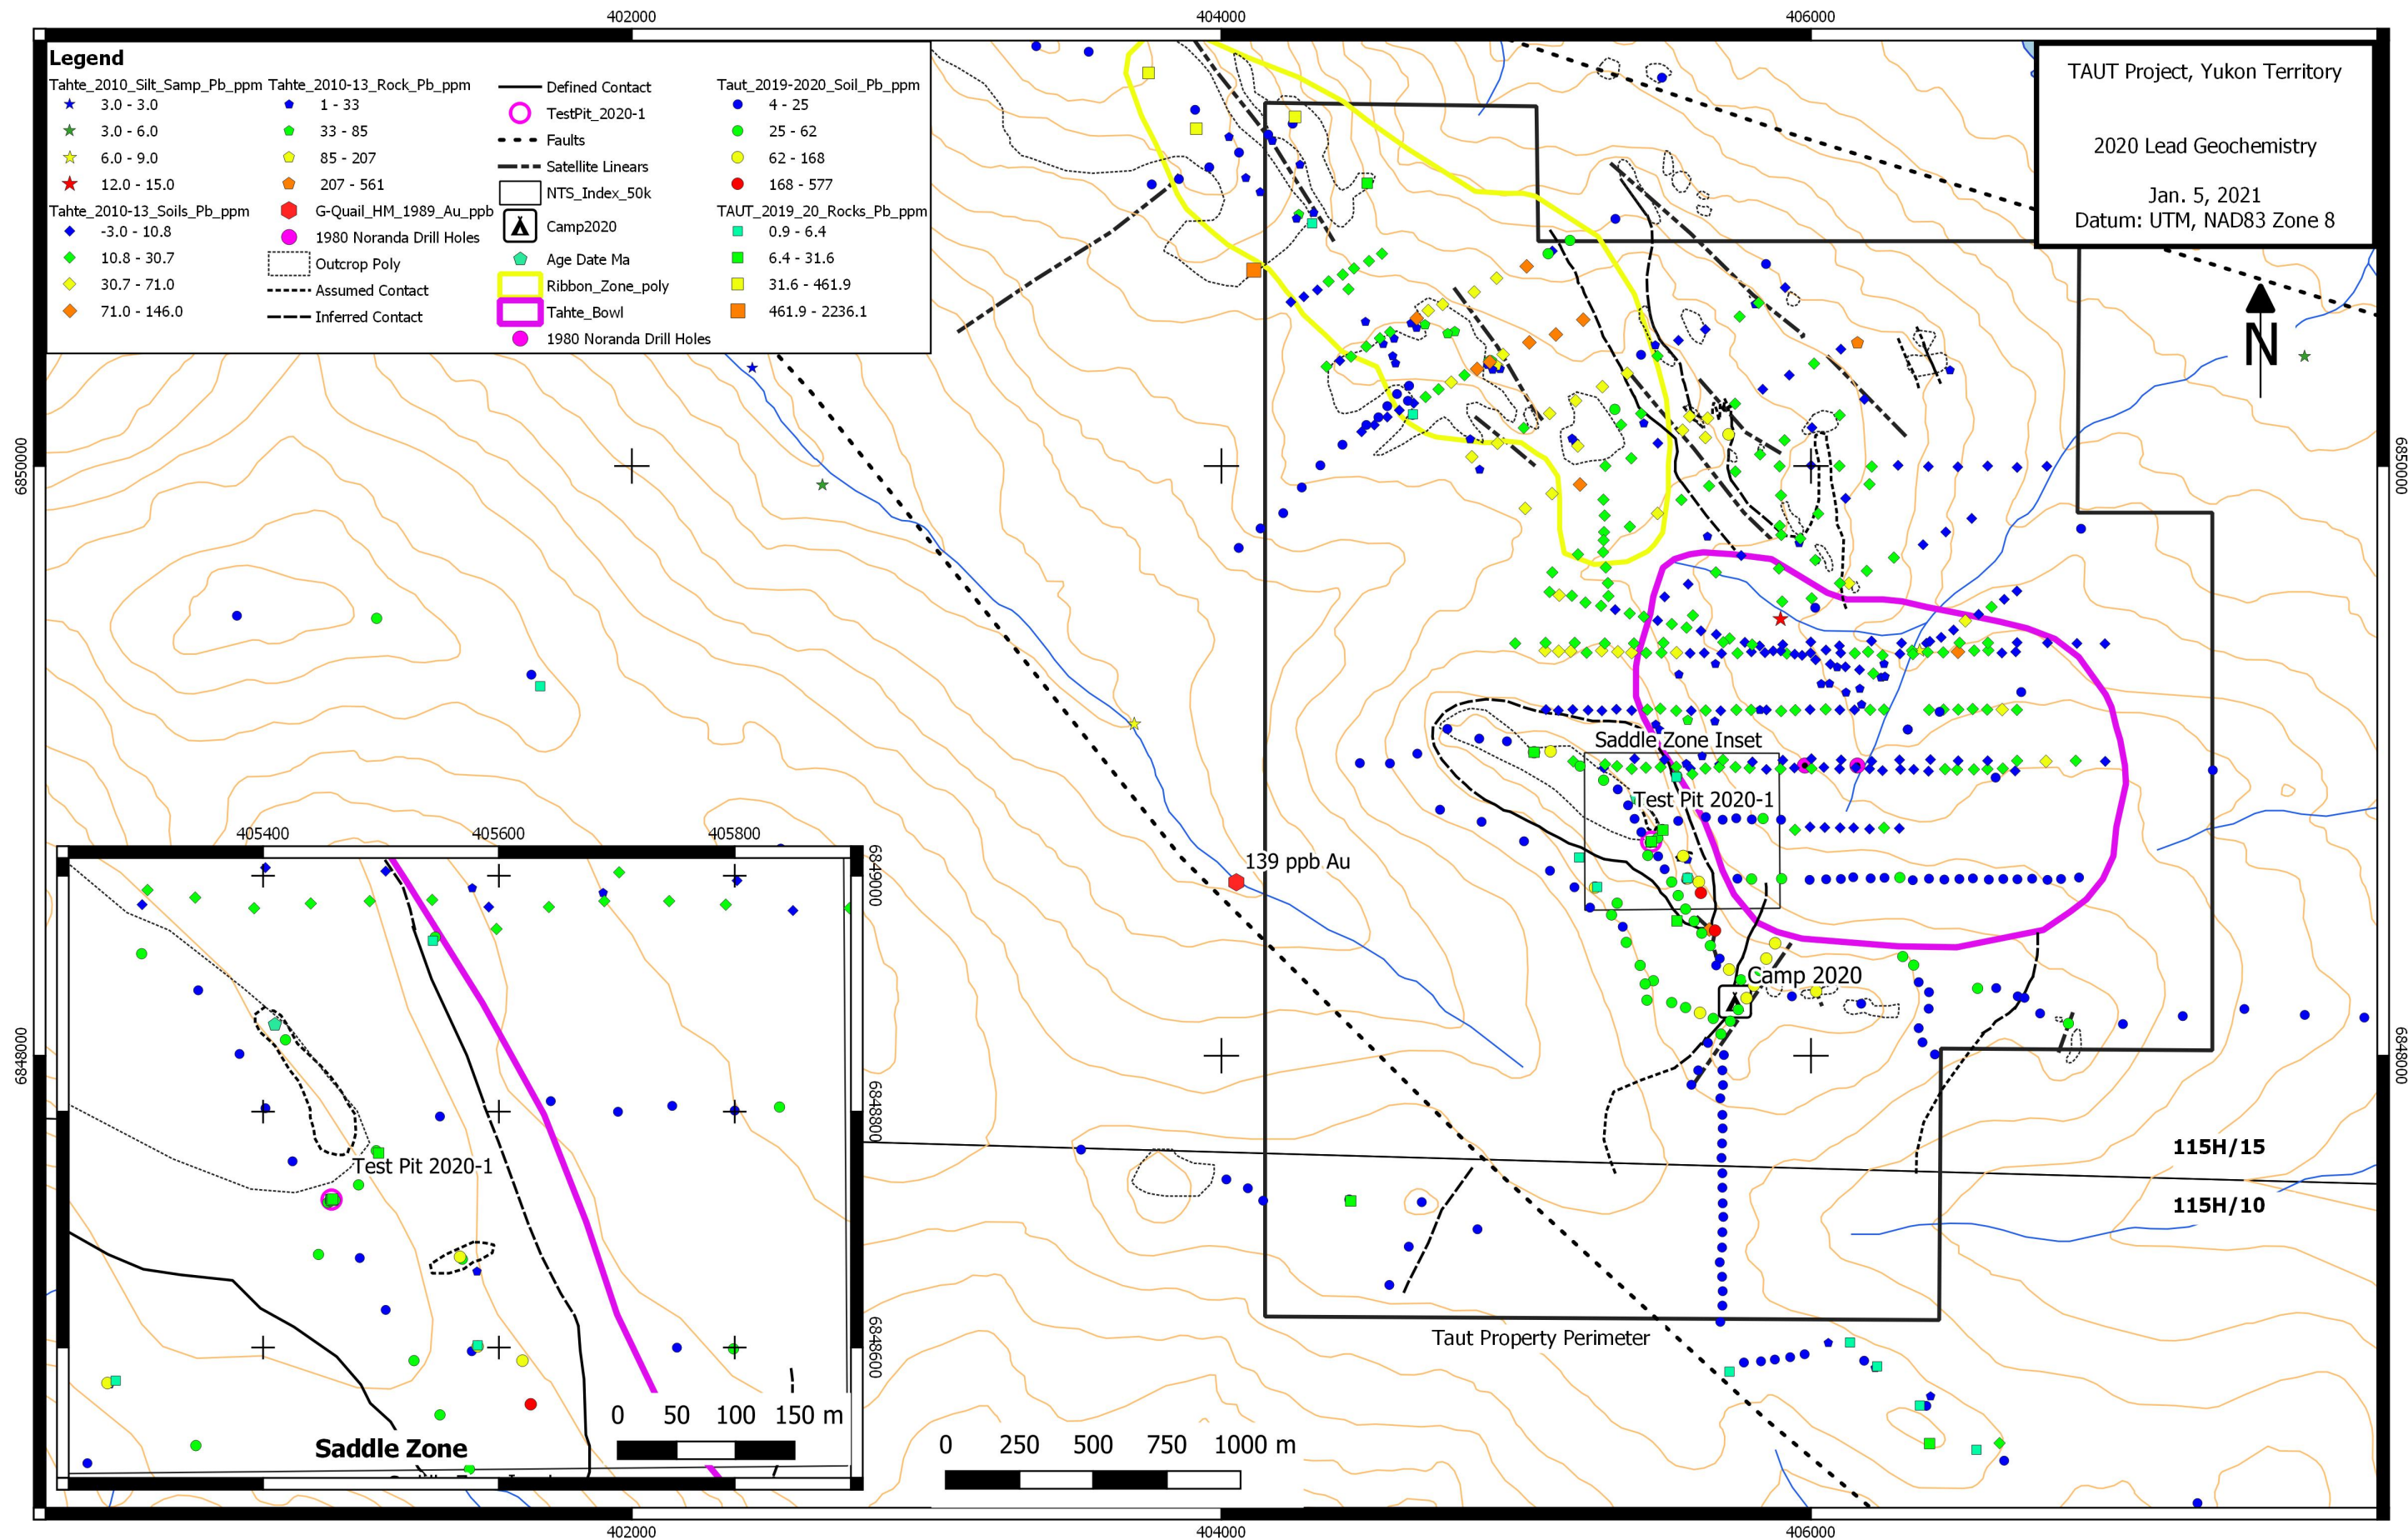 402000
404000
406000
Legend
Tahte_2010_Silt_Samp_Pb_ppm
3.0 - 3.0
3.0 - 6.0
6.0 - 9.0
12.0 - 15.0
Tahte_2010-13_Soils_Pb_ppm
-3.0 - 10.8
10.8 - 30.7
30.7 - 71.0
71.0 - 146.0
Tahte_2010-13_Rock_Pb_ppm
1 - 33
33 - 85
85 - 207
207 - 561
G-Quail_HM_1989_Au_ppb
1980 Noranda Drill Holes
Outcrop Poly
Assumed Contact
Inferred Contact
Defined Contact
TestPit_2020-1
Faults
Satellite Linears
NTS_Index_50k
Camp2020
Age Date Ma
Ribbon_Zone_poly
Tahte_Bowl
1980 Noranda Drill Holes
Taut_2019-2020_Soil_Pb_ppm
4 - 25
25 - 62
62 - 168
168 - 577
TAUT_2019_20_Rocks_Pb_ppm
0.9 - 6.4
6.4 - 31.6
31.6 - 461.9
461.9 - 2236.1
TAUT Project, Yukon Territory
2020 Lead Geochemistry
Jan. 5, 2021
Datum: UTM, NAD83 Zone 8
N
6850000
6850000
Saddle Zone Inset
Test Pit 2020-1
139 ppb Au
Camp 2020
6848000
6848000
115H/15
115H/10
Taut Property Perimeter
405400
405600
405800
6849000
6848800
6848600
Test Pit 2020-1
0 50 100 150 m
Saddle Zone
0 250 500 750 1000 m
402000
404000
406000